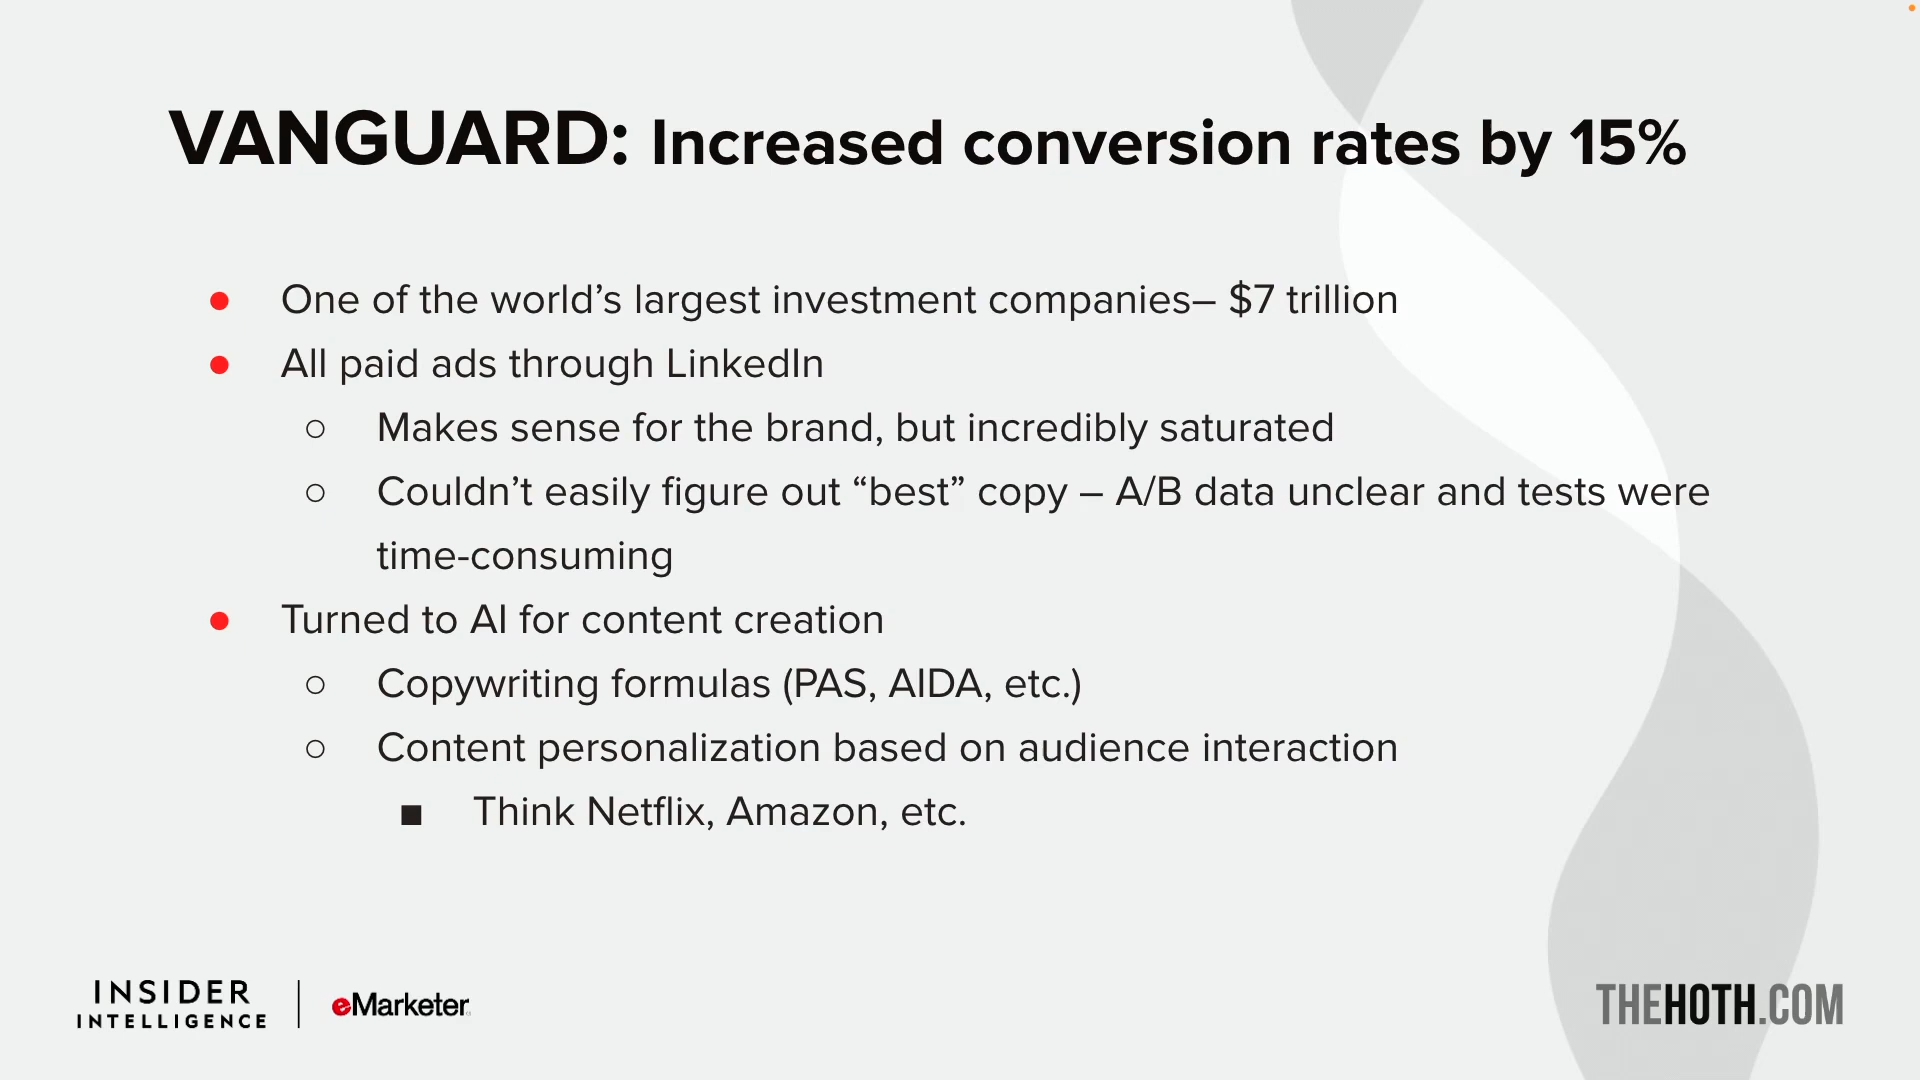 VANGUARD: Increased conversion rates by 15%
● One of the world’s largest investment companies– $7 trillion
● All paid ads through LinkedIn
○ Makes sense for the brand, but incredibly saturated
○ Couldn’t easily figure out “best” copy – A/B data unclear and tests were
time-consuming
● Turned to AI for content creation
○ Copywriting formulas (PAS, AIDA, etc.)
○ Content personalization based on audience interaction
■ Think Netflix, Amazon, etc.
INSIDER
INTELLIGENCE
eMarketer
THEHOTH.COM